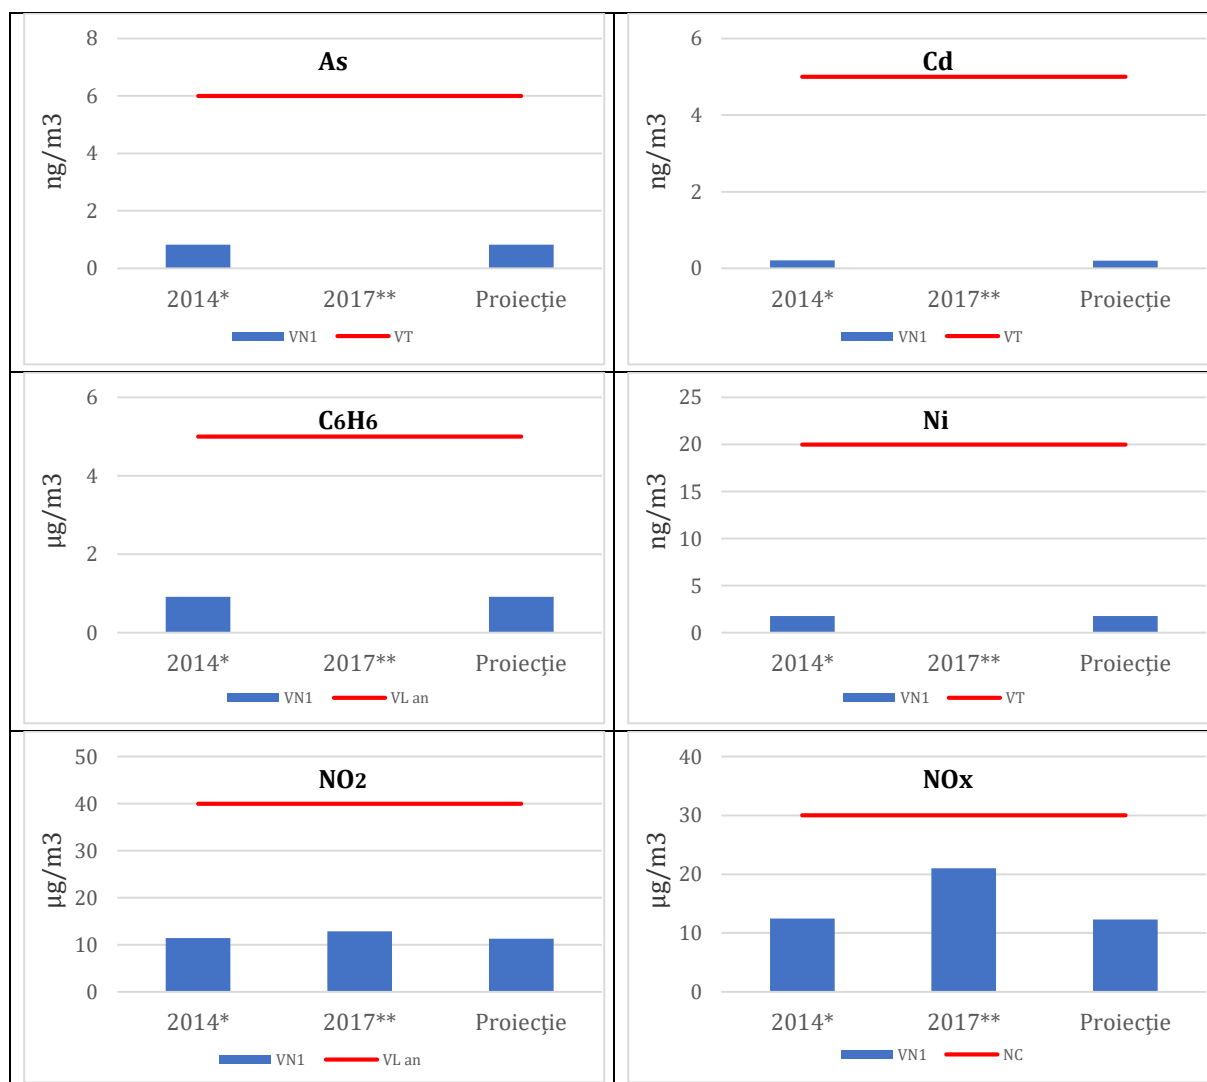 As
8
6
4
2
0
ng/m3
2014* 2017** Proiecție
VN1 VT
Cd
6
4
2
0
ng/m3
2014* 2017** Proiecție
VN1 VT
C6H6
6
4
2
0
µg/m3
2014* 2017** Proiecție
VN1 VL an
Ni
25
20
15
10
5
0
ng/m3
2014* 2017** Proiecție
VN1 VT
NO2
50
40
30
20
10
0
µg/m3
2014* 2017** Proiecție
VN1 VL an
NOx
40
30
20
10
0
µg/m3
2014* 2017** Proiecție
VN1 NC